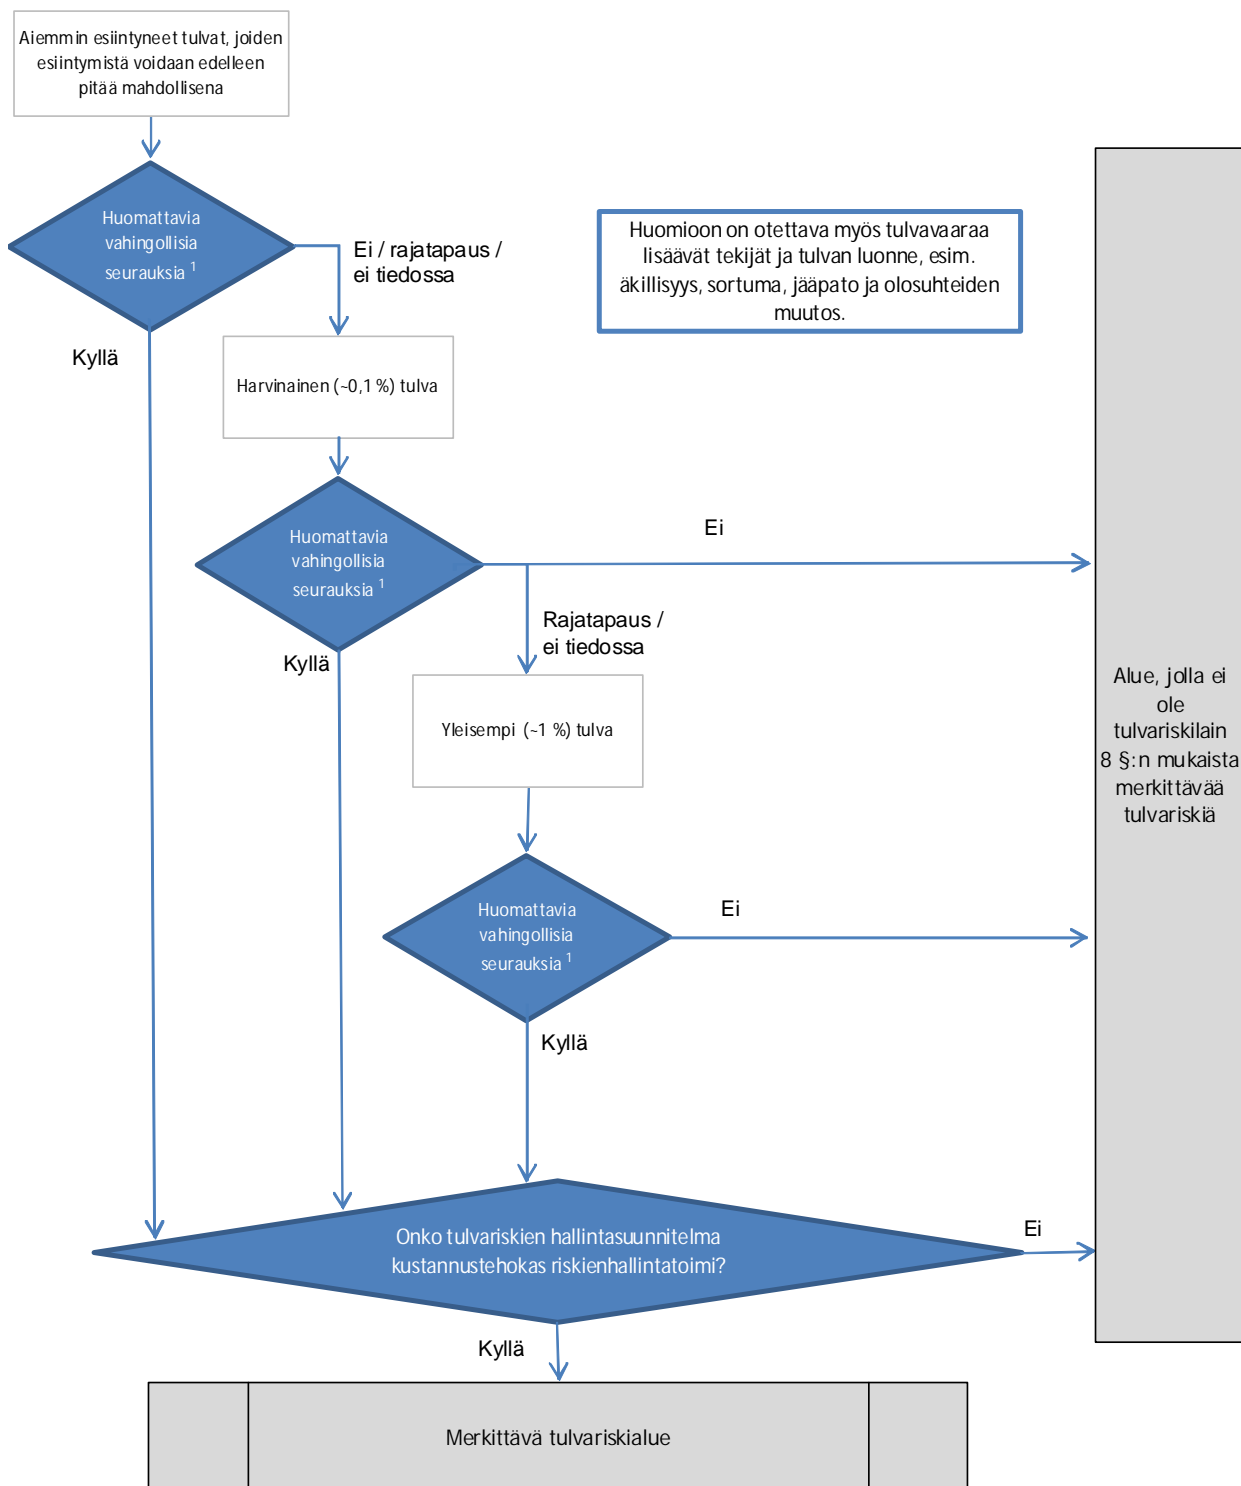 Aiemmin esiintyneet tulvat, joiden
esiintymistä voidaan edelleen
pitää mahdollisena
Huomattavia
vahingollisia
seurauksia 1
Ei / rajatapaus /
ei tiedossa
Huomioon on otettava myös tulvavaaraa
lisäävät tekijät ja tulvan luonne, esim.
äkillisyys, sortuma, jääpato ja olosuhteiden
muutos.
Kyllä
Harvinainen (~0,1 %) tulva
Huomattavia
vahingollisia
seurauksia 1
Ei
Rajatapaus /
ei tiedossa
Kyllä
Yleisempi (~1 %) tulva
Alue, jolla ei
ole
tulvariskilain
8 §:n mukaista
merkittävää
tulvariskiä
Huomattavia
vahingollisia
seurauksia 1
Ei
Kyllä
Onko tulvariskien hallintasuunnitelma
kustannustehokas riskienhallintatoimi?
Ei
Kyllä
Merkittävä tulvariskialue